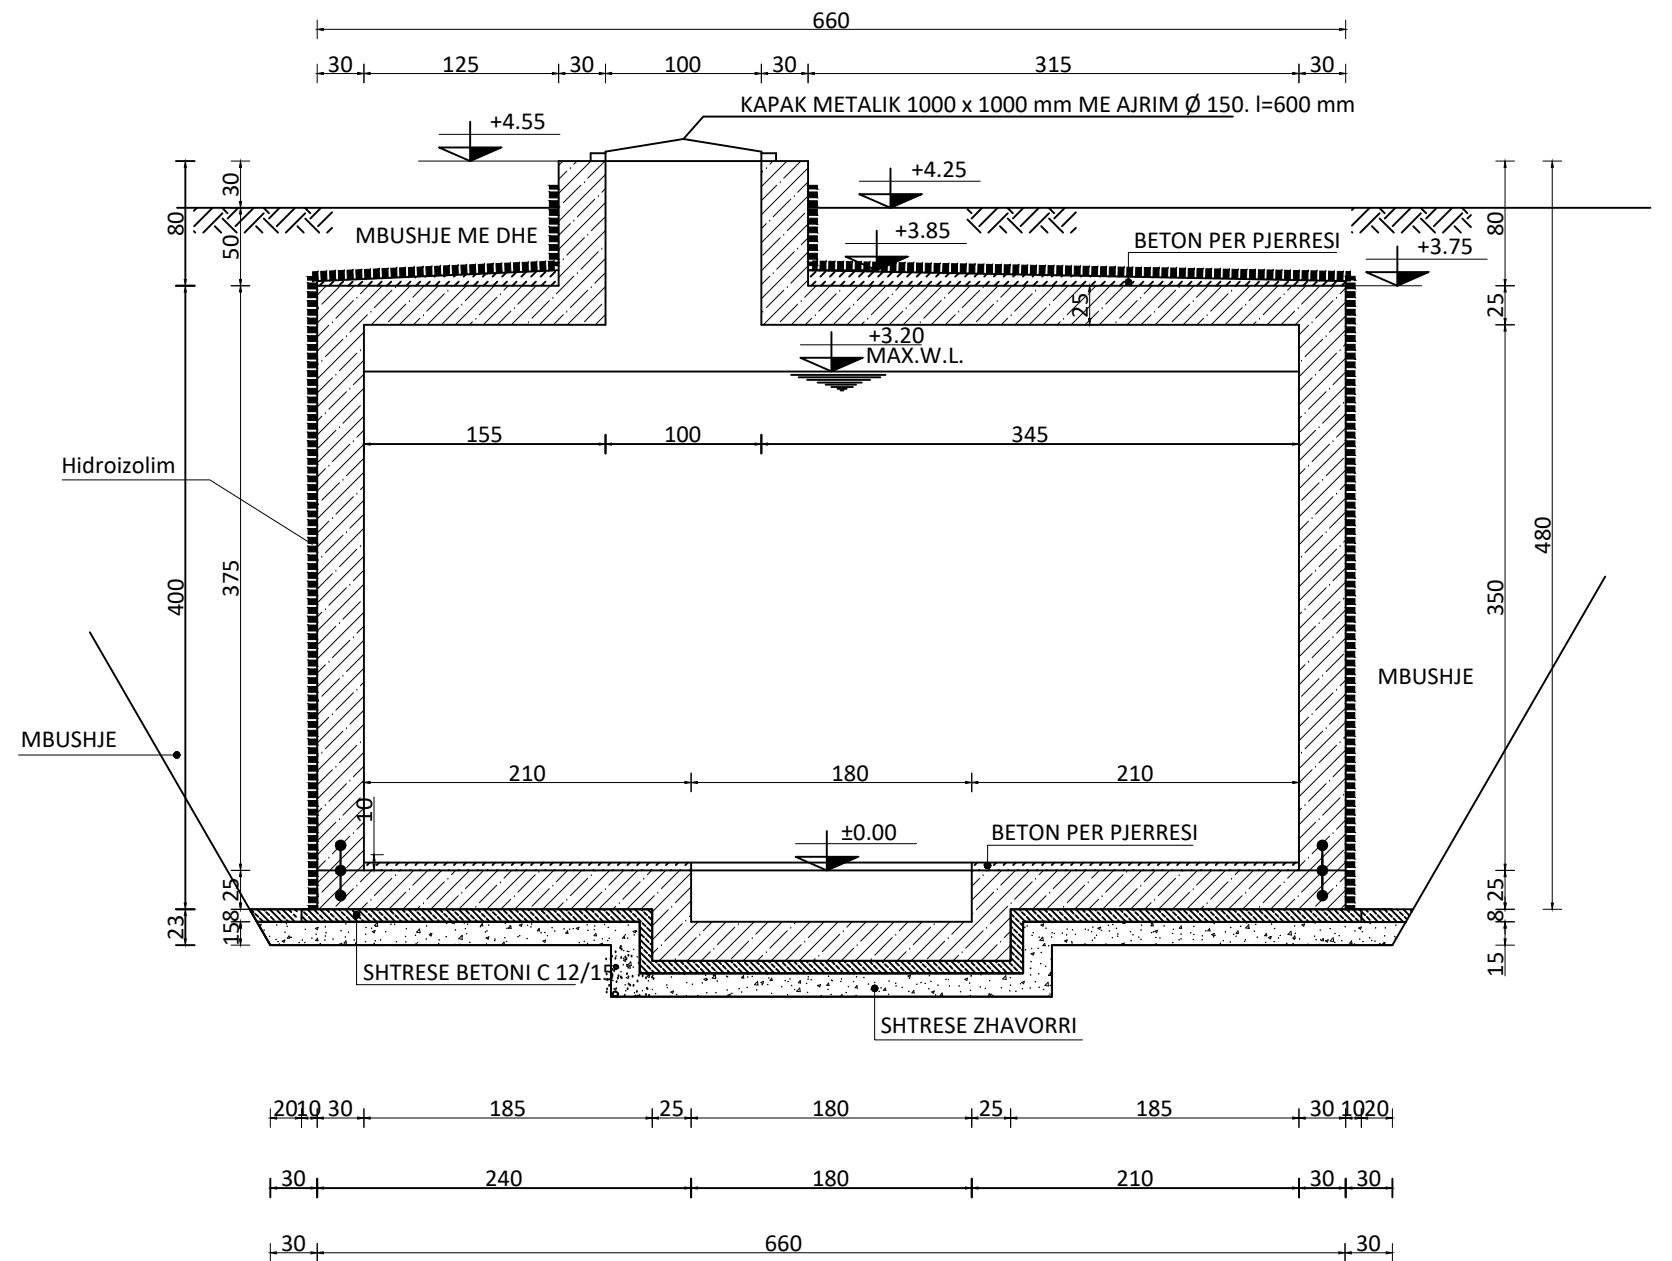 660
30 125 30 100 30 315 30
KAPAK METALIK 1000 x 1000 mm ME AJRIM Ø 150. l=600 mm
+4.55
+4.25
30
80
50
80
MBUSHJE ME DHE
+3.85
BETON PER PJERRESI
+3.75
25
25
+3.20
MAX.W.L.
155 100 345
Hidroizolim
480
375
400
350
MBUSHJE
MBUSHJE
210 180 210
10
±0.00
BETON PER PJERRESI
25
25
23
8
15
8
15
SHTRESE BETONI C 12/15
SHTRESE ZHAVORRI
20 10 30 185 25 180 25 185 30 10 20
30 240 180 210 30 30
30 660 30